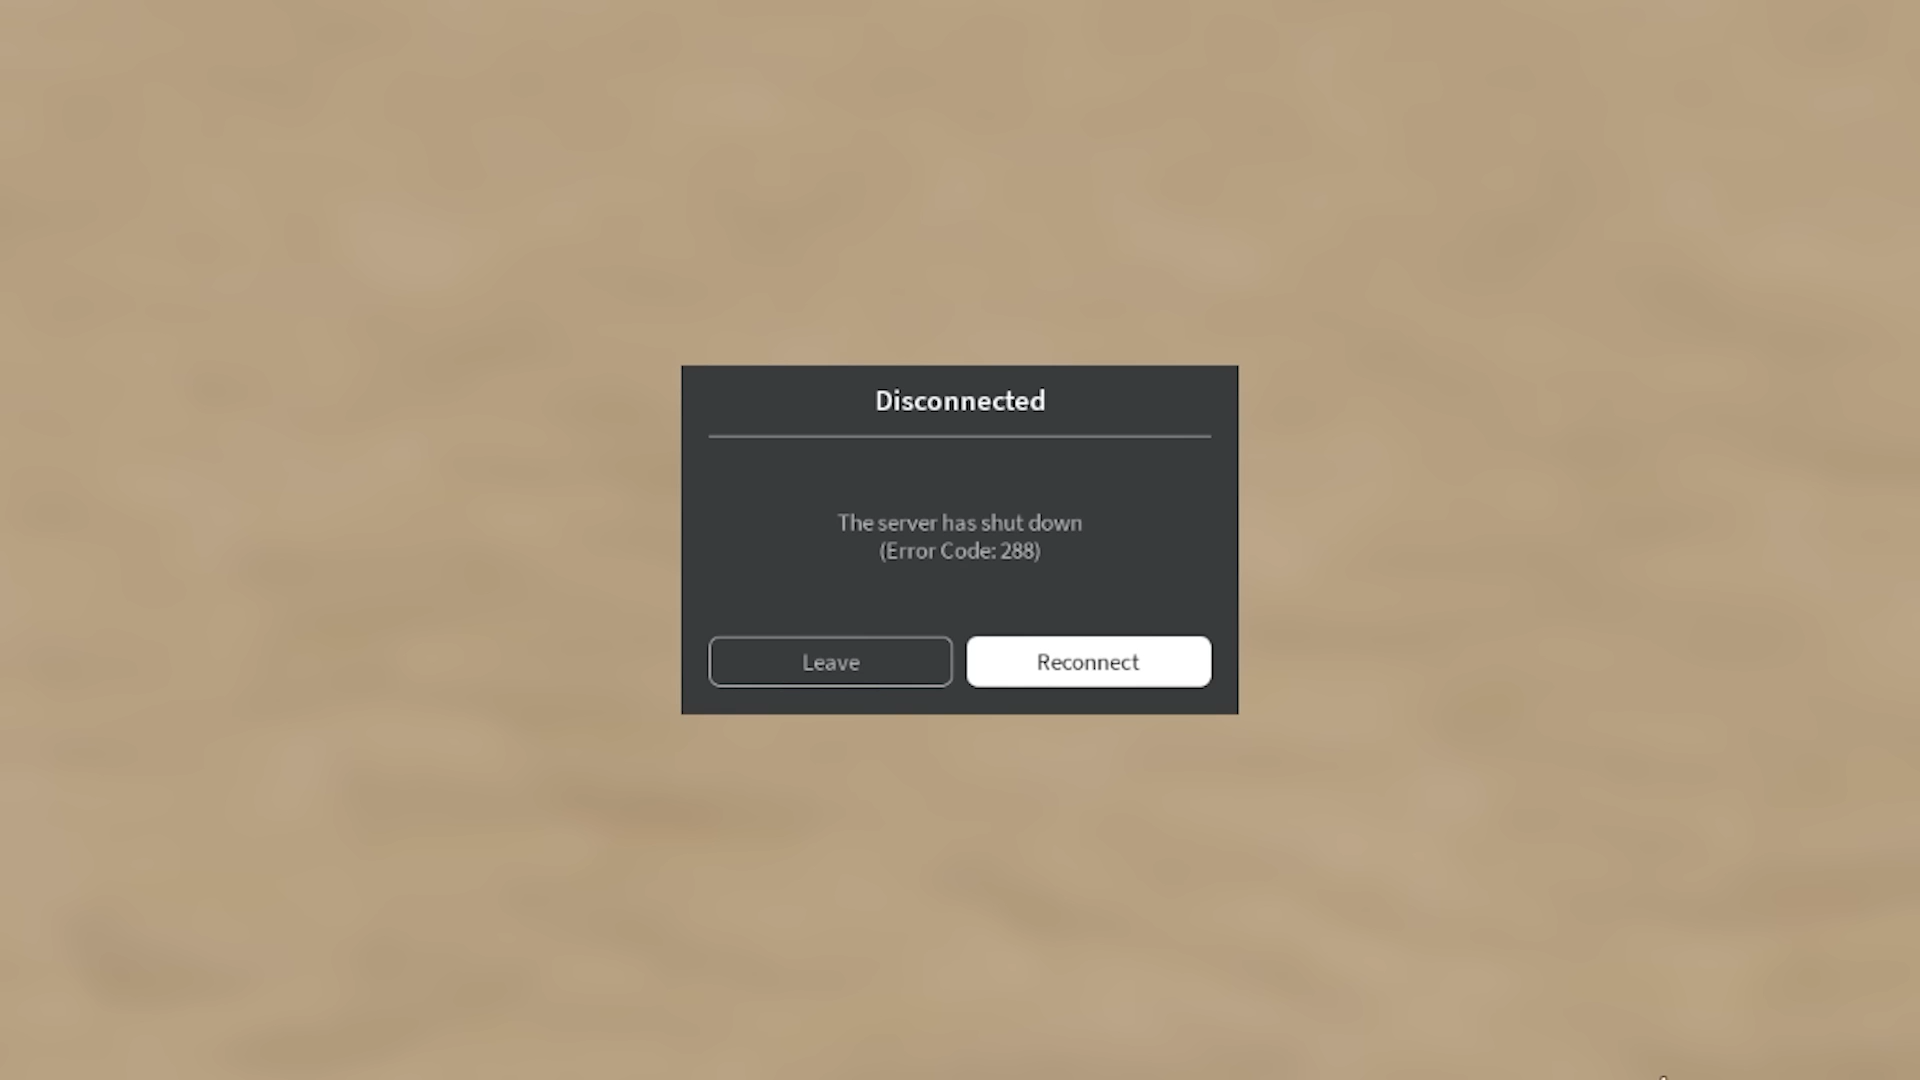 Disconnected
The server has shut down
(Error Code: 288)
Leave
Reconnect